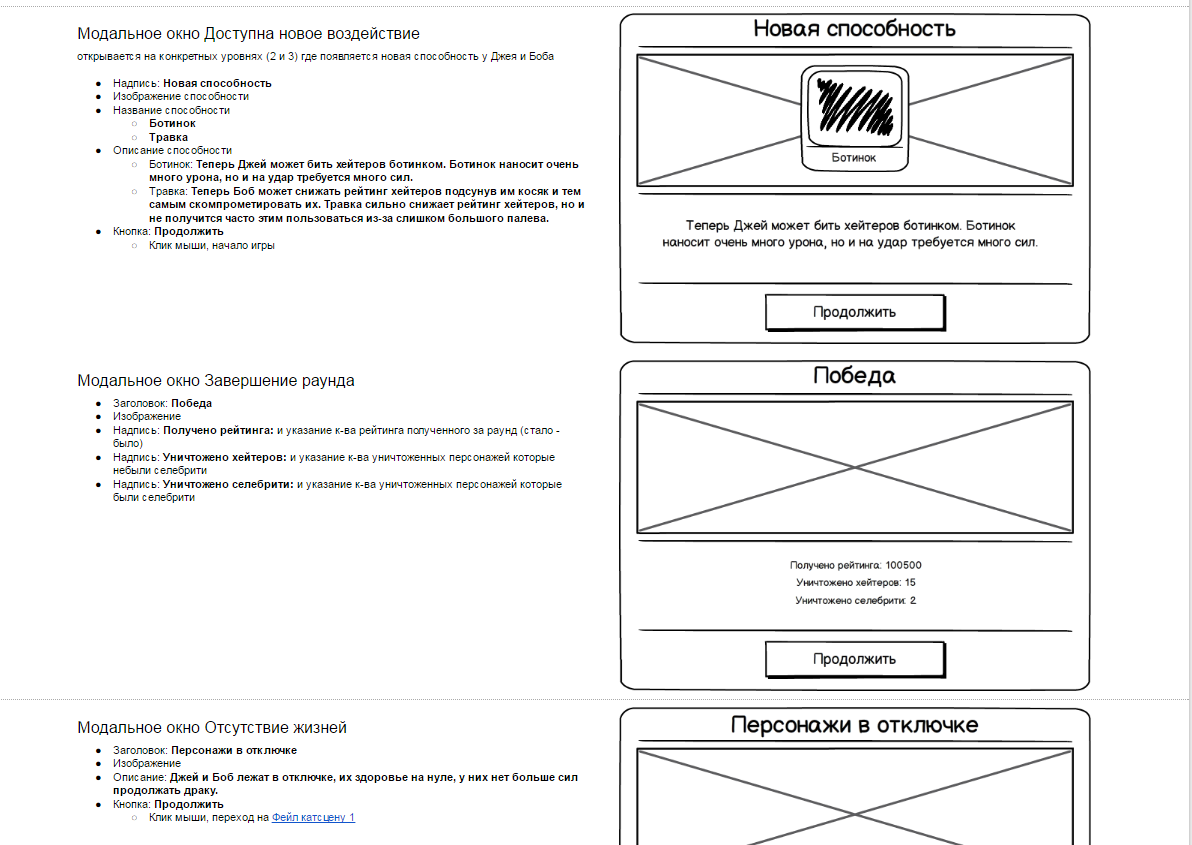 Модальное окно Доступна новое воздействие
открывается на конкретных уровнях (2 и 3) где появляется новая способность у Джея и Боба
● Надпись: Новая способность
● Изображение способности
● Название способности
○ Ботинок
○ Травка
● Описание способности
○ Ботинок: Теперь Джей может бить хейтеров ботинком. Ботинок наносит очень
много урона, но и на удар требуется много сил.
○ Травка: Теперь Боб может снижать рейтинг хейтеров подсунув им косяк и тем
самым скомпрометировать их. Травка сильно снижает рейтинг хейтеров, но и
не получится часто этим пользоваться из-за слишком большого палева.
● Кнопка: Продолжить
○ Клик мыши, начало игры
Новая способность
Ботинок
Теперь Джей может бить хейтеров ботинком. Ботинок
наносит очень много урона, но и на удар требуется много сил.
Продолжить
Модальное окно Завершение раунда
● Заголовок: Победа
● Изображение
● Надпись: Получено рейтинга: и указание к-ва рейтинга полученного за раунд (стало -
было)
● Надпись: Уничтожено хейтеров: и указание к-ва уничтоженных персонажей которые
небыли селебрити
● Надпись: Уничтожено селебрити: и указание к-ва уничтоженных персонажей которые
были селебрити
Победа
Получено рейтинга: 100500
Уничтожено хейтеров: 15
Уничтожено селебрити: 2
Продолжить
Модальное окно Отсутствие жизней
● Заголовок: Персонажи в отключке
● Изображение
● Описание: Джей и Боб лежат в отключке, их здоровье на нуле, у них нет больше сил
продолжать драку.
● Кнопка: Продолжить
○ Клик мыши, переход на Фейл катсцену 1
Персонажи в отключке